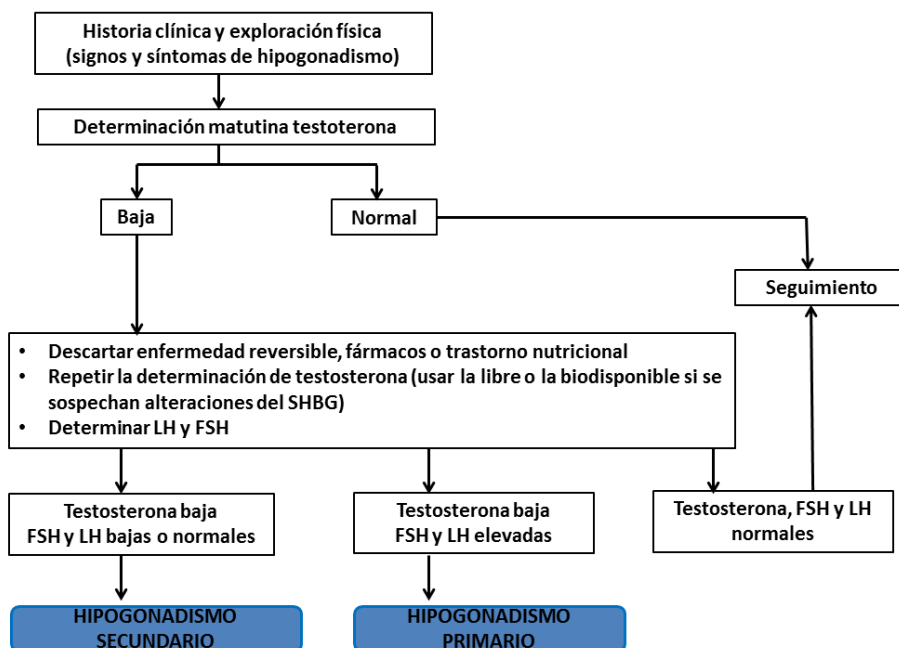 Historia clínica y exploración física
(signos y síntomas de hipogonadismo)
Determinación matutina testoterona
Baja
Normal
Seguimiento
• Descartar enfermedad reversible, fármacos o trastorno nutricional
• Repetir la determinación de testosterona (usar la libre o la biodisponible si se
sospechan alteraciones del SHBG)
• Determinar LH y FSH
Testosterona baja
FSH y LH bajas o normales
Testosterona baja
FSH y LH elevadas
Testosterona, FSH y LH
normales
HIPOGONADISMO
SECUNDARIO
HIPOGONADISMO
PRIMARIO